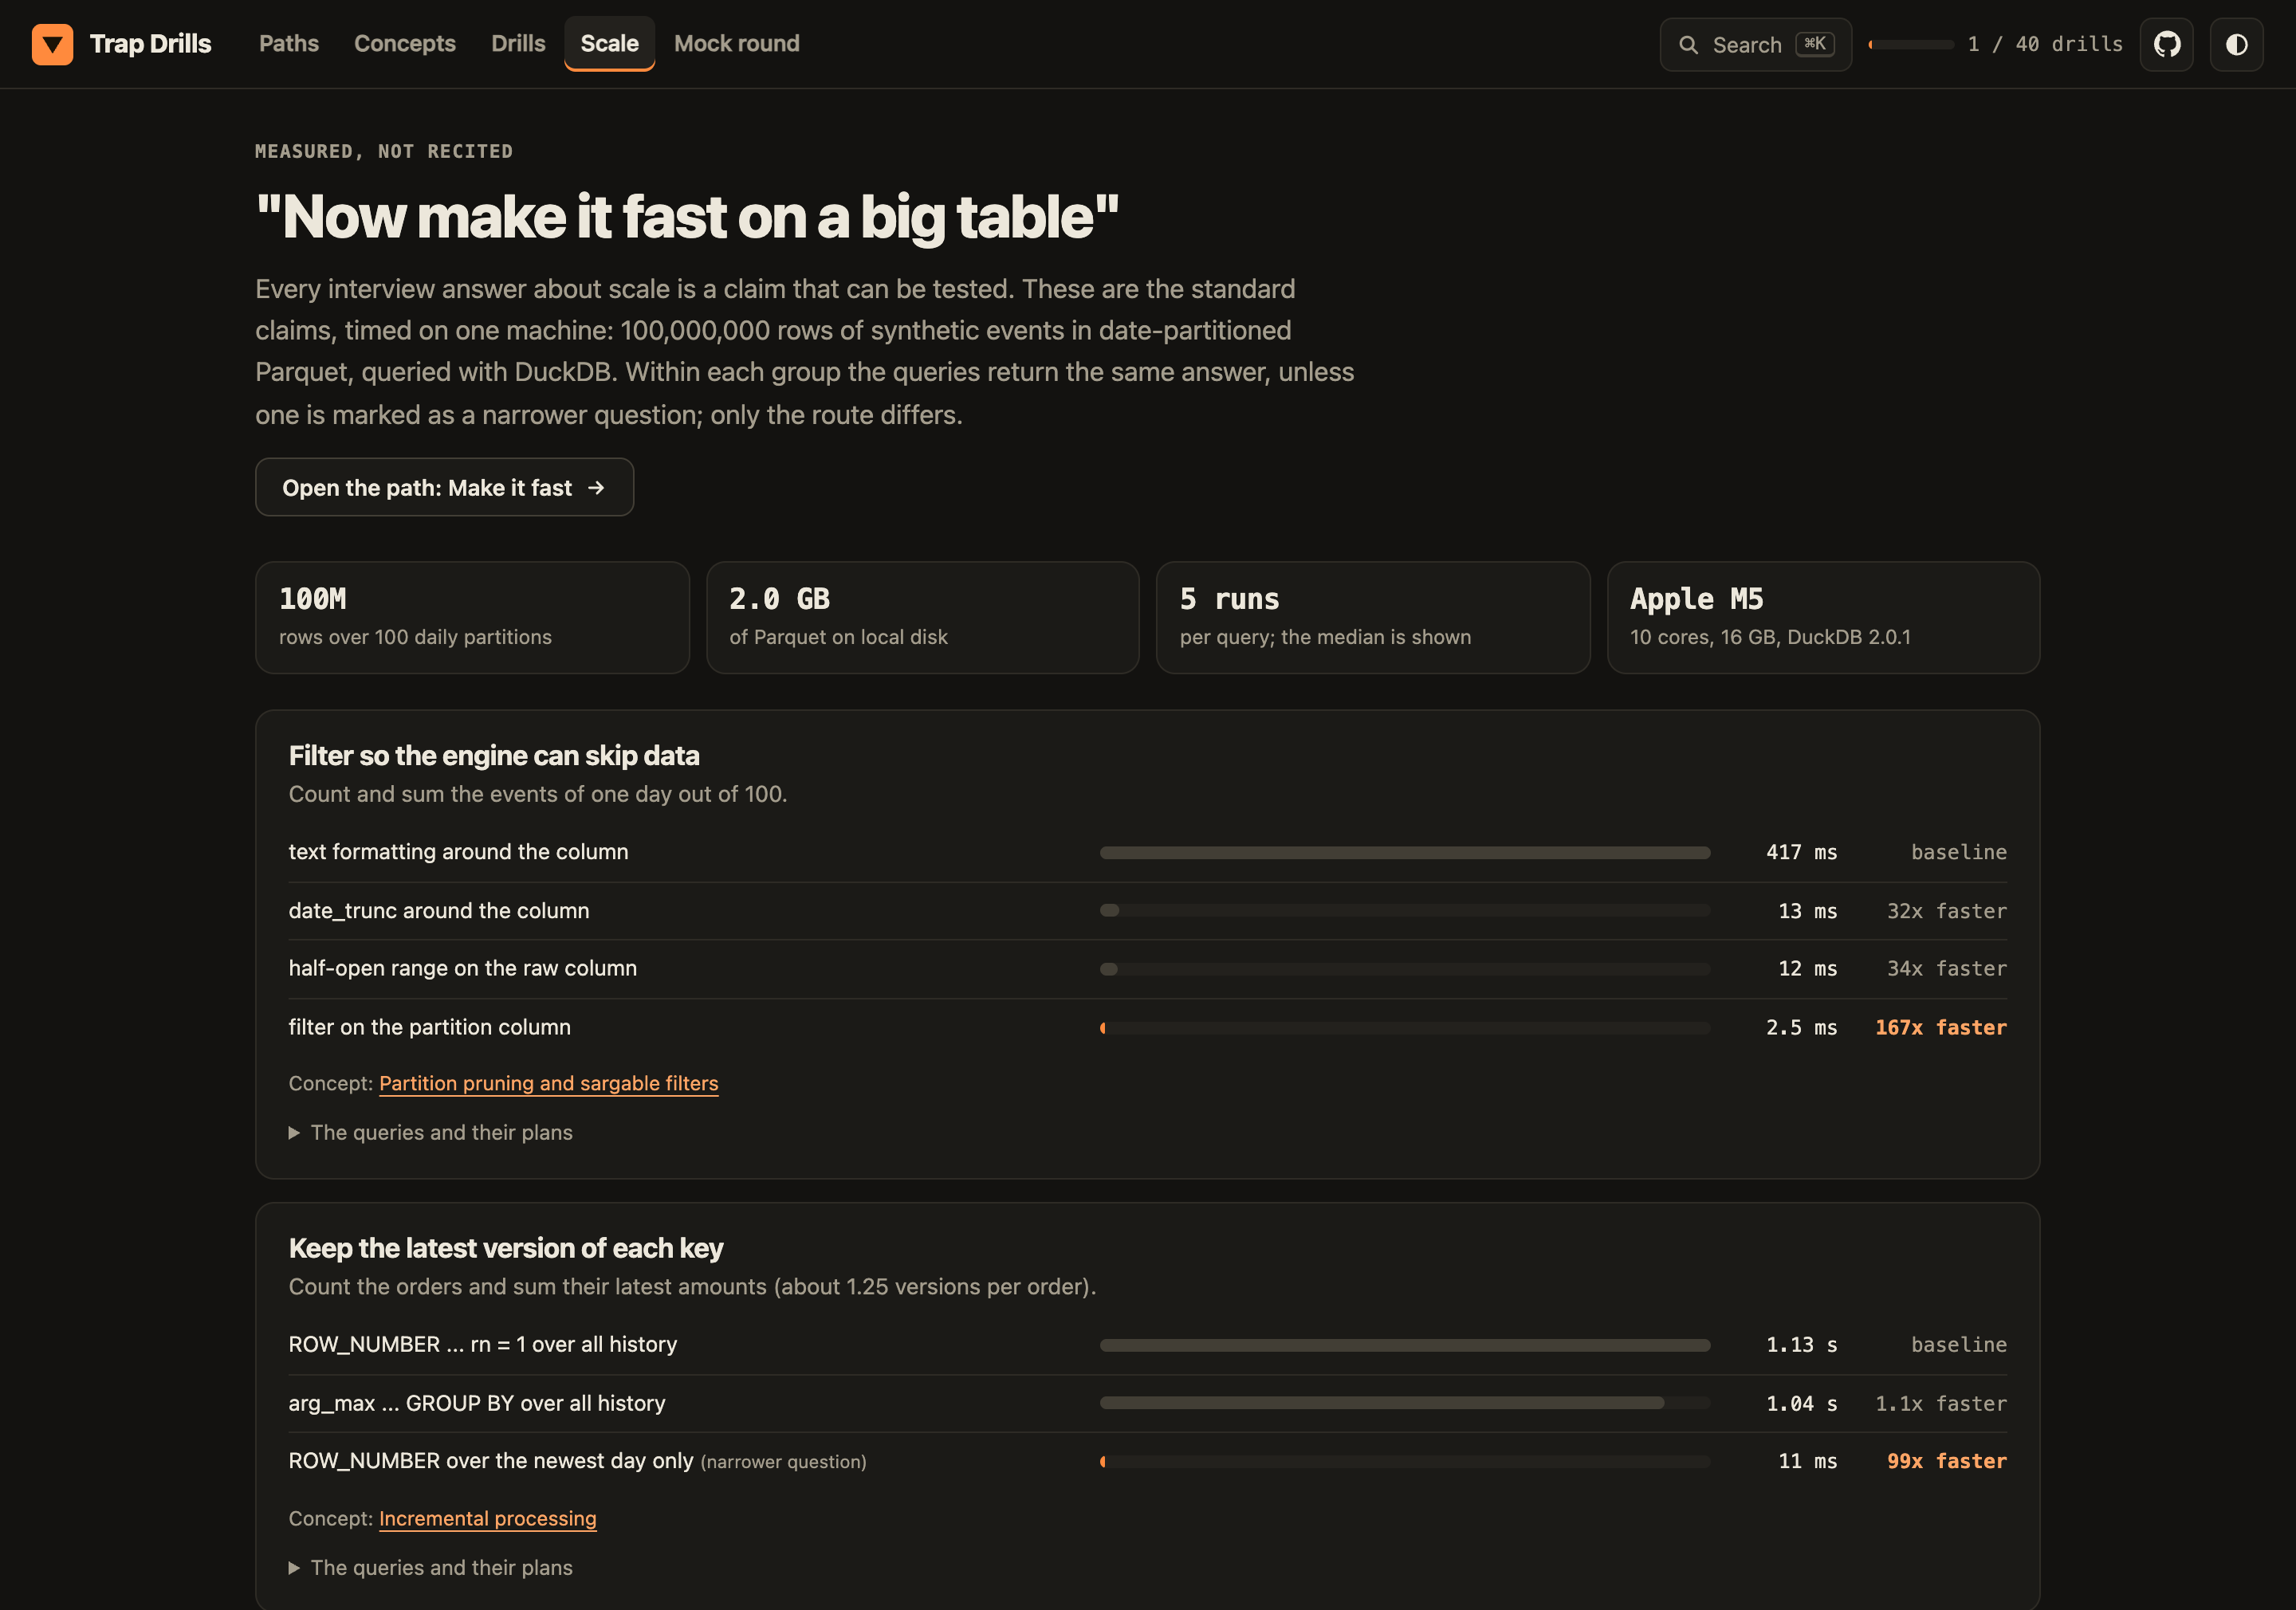 Trap Drills Paths Concepts Drills Scale Mock round Search ⌘K 1 / 40 drills
MEASURED, NOT RECITED
"Now make it fast on a big table"
Every interview answer about scale is a claim that can be tested. These are the standard
claims, timed on one machine: 100,000,000 rows of synthetic events in date-partitioned
Parquet, queried with DuckDB. Within each group the queries return the same answer, unless
one is marked as a narrower question; only the route differs.
Open the path: Make it fast →
100M
rows over 100 daily partitions
2.0 GB
of Parquet on local disk
5 runs
per query; the median is shown
Apple M5
10 cores, 16 GB, DuckDB 2.0.1
Filter so the engine can skip data
Count and sum the events of one day out of 100.
text formatting around the column 417 ms baseline
date_trunc around the column 13 ms 32x faster
half-open range on the raw column 12 ms 34x faster
filter on the partition column 2.5 ms 167x faster
Concept: Partition pruning and sargable filters
▶ The queries and their plans
Keep the latest version of each key
Count the orders and sum their latest amounts (about 1.25 versions per order).
ROW_NUMBER ... rn = 1 over all history 1.13 s baseline
arg_max ... GROUP BY over all history 1.04 s 1.1x faster
ROW_NUMBER over the newest day only (narrower question) 11 ms 99x faster
Concept: Incremental processing
▶ The queries and their plans